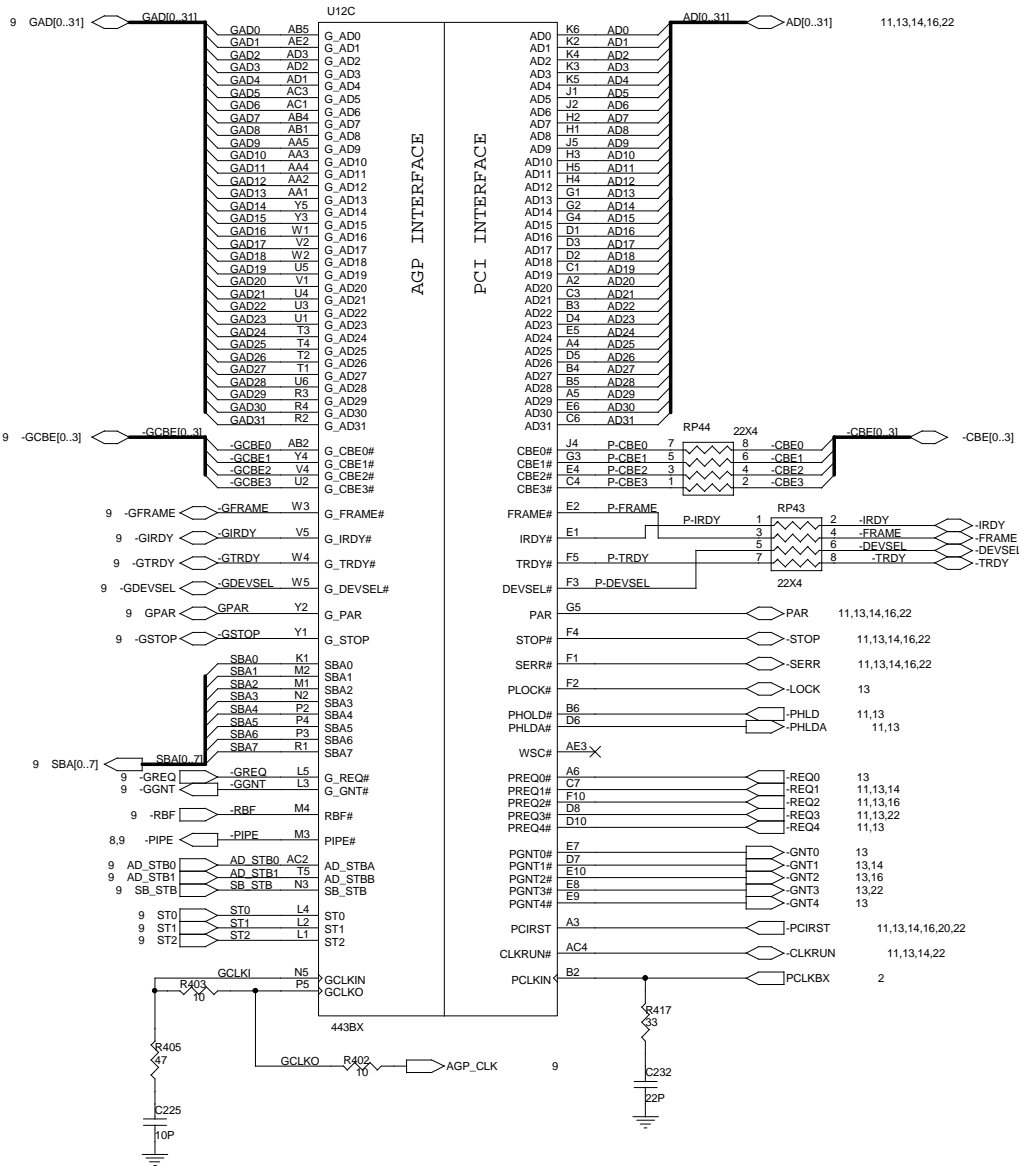 U12C
9 GAD[0..31] GAD[0..31] AD[0..31] AD[0..31] 11,13,14,16,22
GAD0 AB5 G_AD0 AD0 K6 AD0
GAD1 AE2 G_AD1 AD1 K2 AD1
GAD2 AD3 G_AD2 AD2 K4 AD2
GAD3 AD2 G_AD3 AD3 K3 AD3
GAD4 AD1 G_AD4 AD4 K5 AD4
GAD5 AC3 G_AD5 AD5 J1 AD5
GAD6 AC1 G_AD6 AD6 J2 AD6
GAD7 AB4 G_AD7 AD7 H2 AD7
GAD8 AB1 G_AD8 AD8 H1 AD8
GAD9 AA5 G_AD9 AD9 J5 AD9
GAD10 AA3 G_AD10 AD10 H3 AD10
GAD11 AA4 G_AD11 AD11 H5 AD11
GAD12 AA2 G_AD12 AD12 H4 AD12
GAD13 AA1 G_AD13 AD13 G1 AD13
GAD14 Y5 G_AD14 AD14 G2 AD14
GAD15 Y3 G_AD15 AD15 G4 AD15
GAD16 W1 G_AD16 AD16 D1 AD16
GAD17 V2 G_AD17 AD17 D3 AD17
GAD18 W2 G_AD18 AD18 D2 AD18
GAD19 U5 G_AD19 AD19 C1 AD19
GAD20 V1 G_AD20 AD20 A2 AD20
GAD21 U4 G_AD21 AD21 C3 AD21
GAD22 U3 G_AD22 AD22 B3 AD22
GAD23 U1 G_AD23 AD23 D4 AD23
GAD24 T3 G_AD24 AD24 E5 AD24
GAD25 T4 G_AD25 AD25 A4 AD25
GAD26 T2 G_AD26 AD26 D5 AD26
GAD27 T1 G_AD27 AD27 B4 AD27
GAD28 U6 G_AD28 AD28 B5 AD28
GAD29 R3 G_AD29 AD29 A5 AD29
GAD30 R4 G_AD30 AD30 E6 AD30
GAD31 R2 G_AD31 AD31 C6 AD31
AGP INTERFACE
PCI INTERFACE
RP44 22X4
9 -GCBE[0..3] -GCBE[0..3] -CBE[0..3] -CBE[0..3]
-GCBE0 AB2 G_CBE0# CBE0# J4 P-CBE0 7 8 -CBE0
-GCBE1 Y4 G_CBE1# CBE1# G3 P-CBE1 5 6 -CBE1
-GCBE2 V4 G_CBE2# CBE2# E4 P-CBE2 3 4 -CBE2
-GCBE3 U2 G_CBE3# CBE3# C4 P-CBE3 1 2 -CBE3
RP43
9 -GFRAME -GFRAME W3 G_FRAME# FRAME# E2 P-FRAME
P-IRDY 1 2 -IRDY -IRDY
3 4 -FRAME -FRAME
9 -GIRDY -GIRDY V5 G_IRDY# IRDY# E1
5 6 -DEVSEL -DEVSEL
9 -GTRDY -GTRDY W4 G_TRDY# TRDY# F5 P-TRDY 7 8 -TRDY -TRDY
22X4
9 -GDEVSEL -GDEVSEL W5 G_DEVSEL# DEVSEL# F3 P-DEVSEL
9 GPAR GPAR Y2 G_PAR PAR G5 PAR 11,13,14,16,22
9 -GSTOP -GSTOP Y1 G_STOP STOP# F4 -STOP 11,13,14,16,22
SERR# F1 -SERR 11,13,14,16,22
PLOCK# F2 -LOCK 13
PHOLD# B6 -PHLD 11,13
PHLDA# D6 -PHLDA 11,13
WSC# AE3
SBA0 K1 SBA0
SBA1 M2 SBA1
SBA2 M1 SBA2
SBA3 N2 SBA3
SBA4 P2 SBA4
SBA5 P4 SBA5
SBA6 P3 SBA6
SBA7 R1 SBA7
9 SBA[0..7] SBA[0..7]
9 -GREQ -GREQ L5 G_REQ# PREQ0# A6 -REQ0 13
9 -GGNT -GGNT L3 G_GNT# PREQ1# C7 -REQ1 11,13,14
PREQ2# F10 -REQ2 11,13,16
9 -RBF -RBF M4 RBF# PREQ3# D8 -REQ3 11,13,22
PREQ4# D10 -REQ4 11,13
8,9 -PIPE -PIPE M3 PIPE#
PGNT0# E7 -GNT0 13
9 AD_STB0 AD_STB0 AC2 AD_STBA PGNT1# D7 -GNT1 13,14
9 AD_STB1 AD_STB1 T5 AD_STBB PGNT2# E10 -GNT2 13,16
9 SB_STB SB_STB N3 SB_STB PGNT3# E8 -GNT3 13,22
PGNT4# E9 -GNT4 13
9 ST0 ST0 L4 ST0
9 ST1 ST1 L2 ST1 PCIRST A3 -PCIRST 11,13,14,16,20,22
9 ST2 ST2 L1 ST2
CLKRUN# AC4 -CLKRUN 11,13,14,22
GCLKI N5 GCLKIN PCLKIN B2 PCLKBX 2
R403 10 P5 GCLKO
443BX
R417
33
R405
47
GCLKO R402 10 AGP_CLK 9
C232
22P
C225
10P